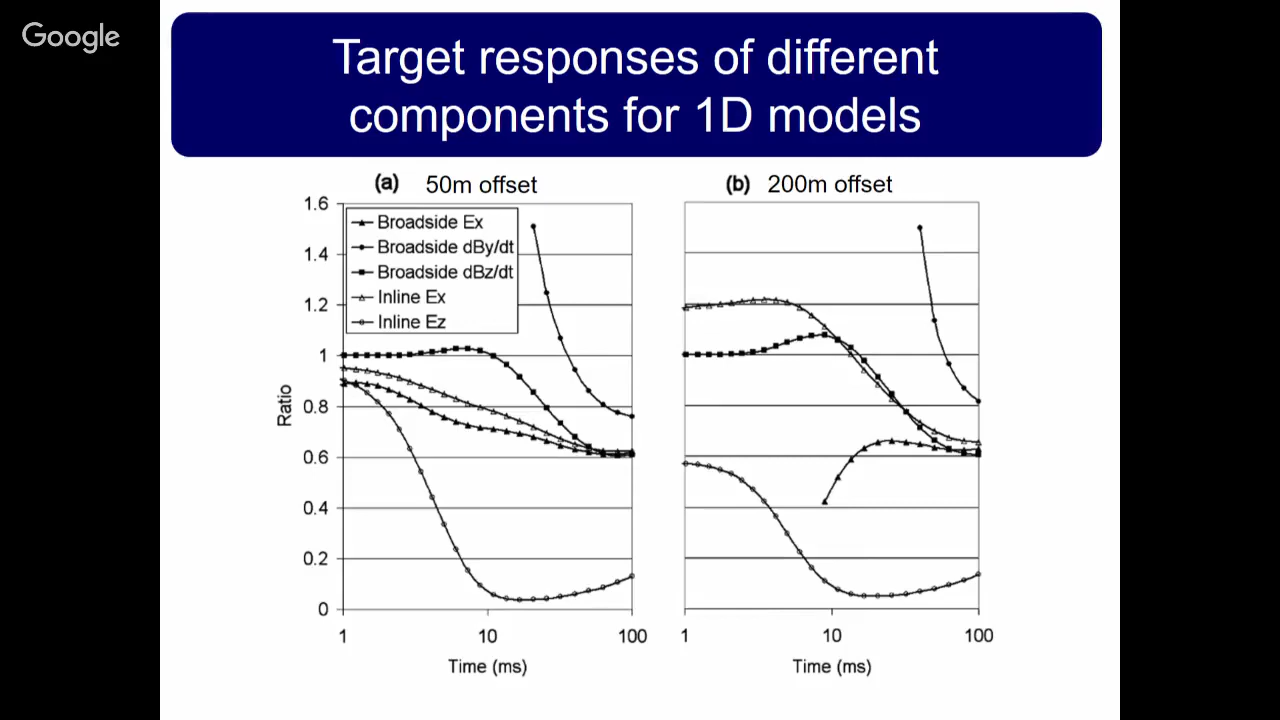 Google
Target responses of different
components for 1D models
(a) 50m offset
(b) 200m offset
1.6
1.4
1.2
1
0.8
0.6
0.4
0.2
0
Ratio
Broadside Ex
Broadside dBy/dt
Broadside dBz/dt
Inline Ex
Inline Ez
1 10 100
Time (ms)
1 10 100
Time (ms)